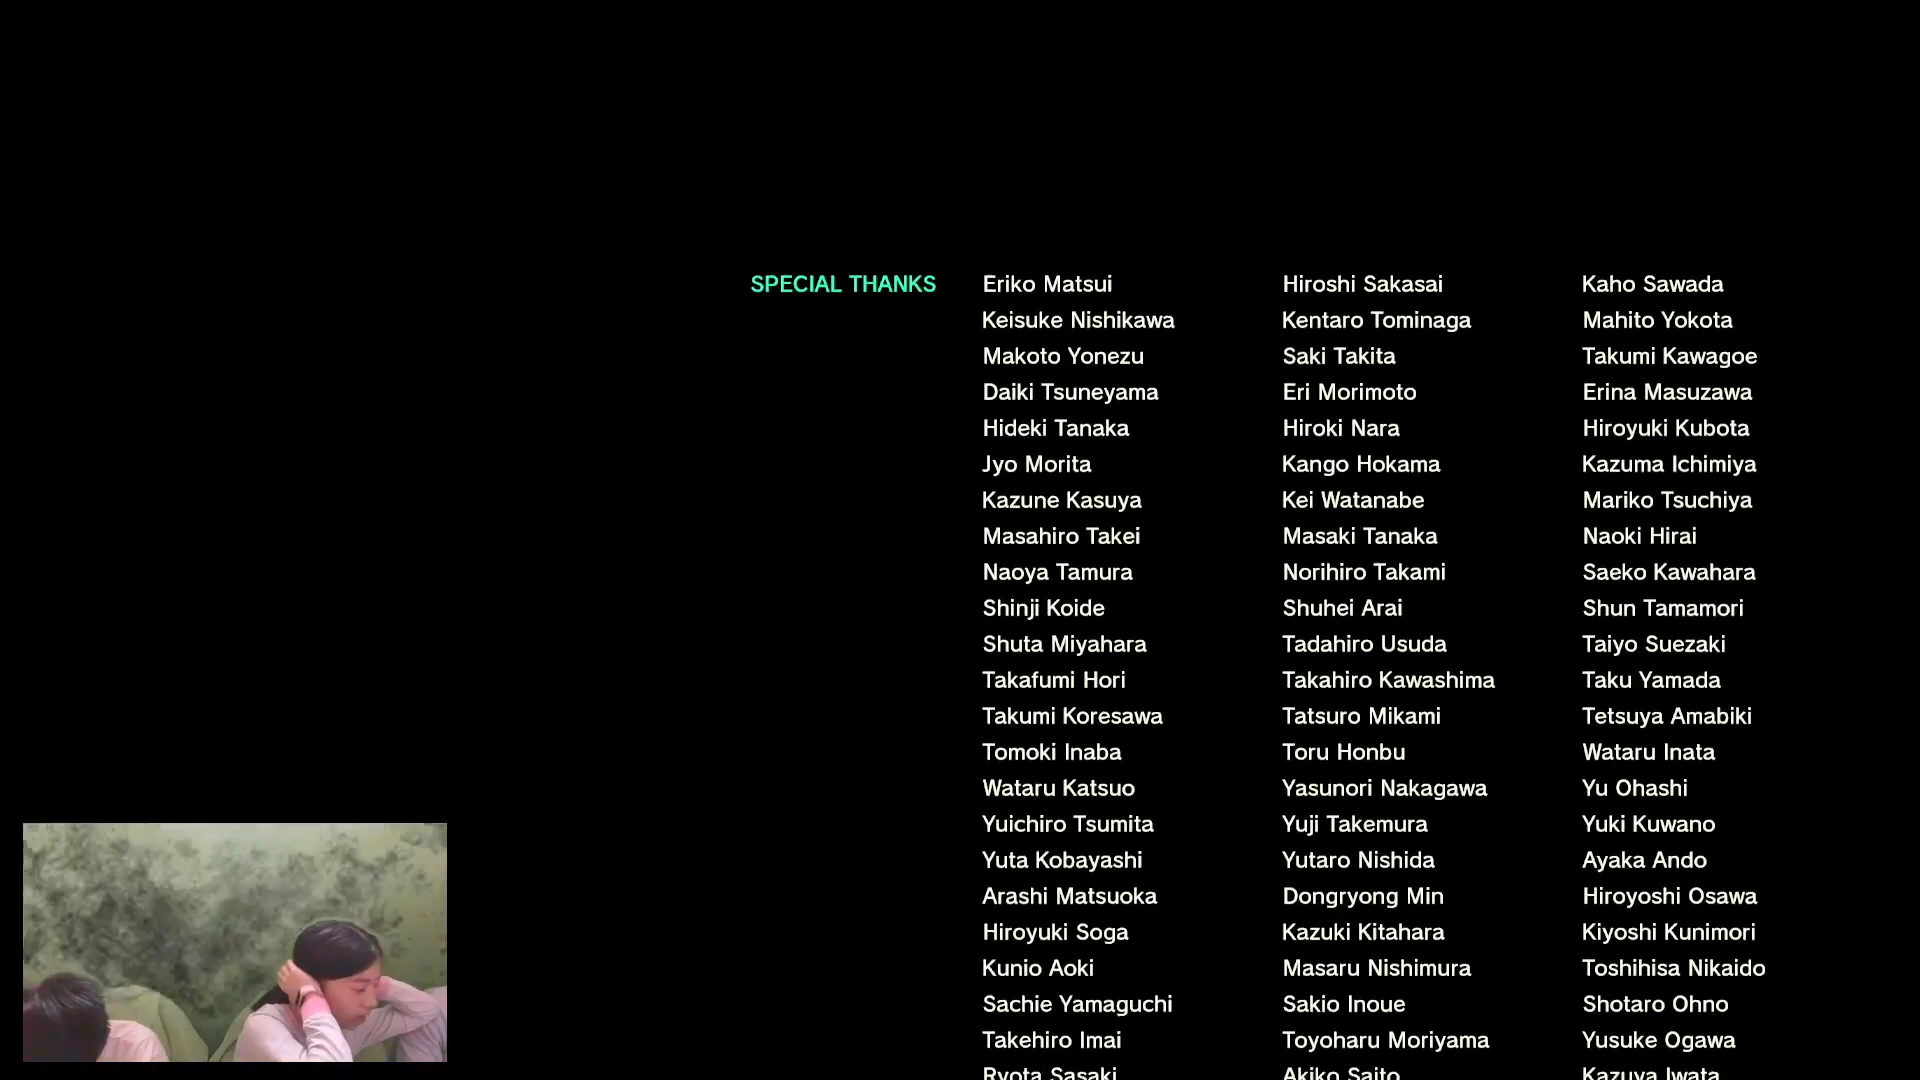 SPECIAL THANKS Eriko Matsui Hiroshi Sakasai Kaho Sawada
Keisuke Nishikawa Kentaro Tominaga Mahito Yokota
Makoto Yonezu Saki Takita Takumi Kawagoe
Daiki Tsuneyama Eri Morimoto Erina Masuzawa
Hideki Tanaka Hiroki Nara Hiroyuki Kubota
Jyo Morita Kango Hokama Kazuma Ichimiya
Kazune Kasuya Kei Watanabe Mariko Tsuchiya
Masahiro Takei Masaki Tanaka Naoki Hirai
Naoya Tamura Norihiro Takami Saeko Kawahara
Shinji Koide Shuhei Arai Shun Tamamori
Shuta Miyahara Tadahiro Usuda Taiyo Suezaki
Takafumi Hori Takahiro Kawashima Taku Yamada
Takumi Koresawa Tatsuro Mikami Tetsuya Amabiki
Tomoki Inaba Toru Honbu Wataru Inata
Wataru Katsuo Yasunori Nakagawa Yu Ohashi
Yuichiro Tsumita Yuji Takemura Yuki Kuwano
Yuta Kobayashi Yutaro Nishida Ayaka Ando
Arashi Matsuoka Dongryong Min Hiroyoshi Osawa
Hiroyuki Soga Kazuki Kitahara Kiyoshi Kunimori
Kunio Aoki Masaru Nishimura Toshihisa Nikaido
Sachie Yamaguchi Sakio Inoue Shotaro Ohno
Takehiro Imai Toyoharu Moriyama Yusuke Ogawa
Ryota Sasaki Akiko Saito Kazuya Iwata